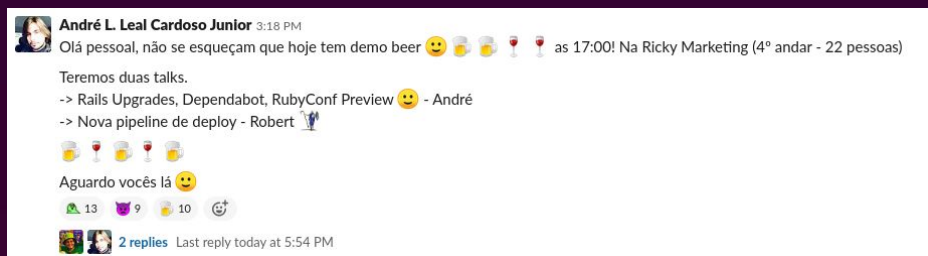 André L. Leal Cardoso Junior 3:18 PM
Olá pessoal, não se esqueçam que hoje tem demo beer 🙂 🍺 🍺 🍷 🍷 as 17:00! Na Ricky Marketing (4º andar - 22 pessoas)
Teremos duas talks.
-> Rails Upgrades, Dependabot, RubyConf Preview 🙂 - André
-> Nova pipeline de deploy - Robert
🍺 🍷 🍺 🍷 🍺
Aguardo vocês lá 🙂
13 😈 9 🍺 10
2 replies Last reply today at 5:54 PM